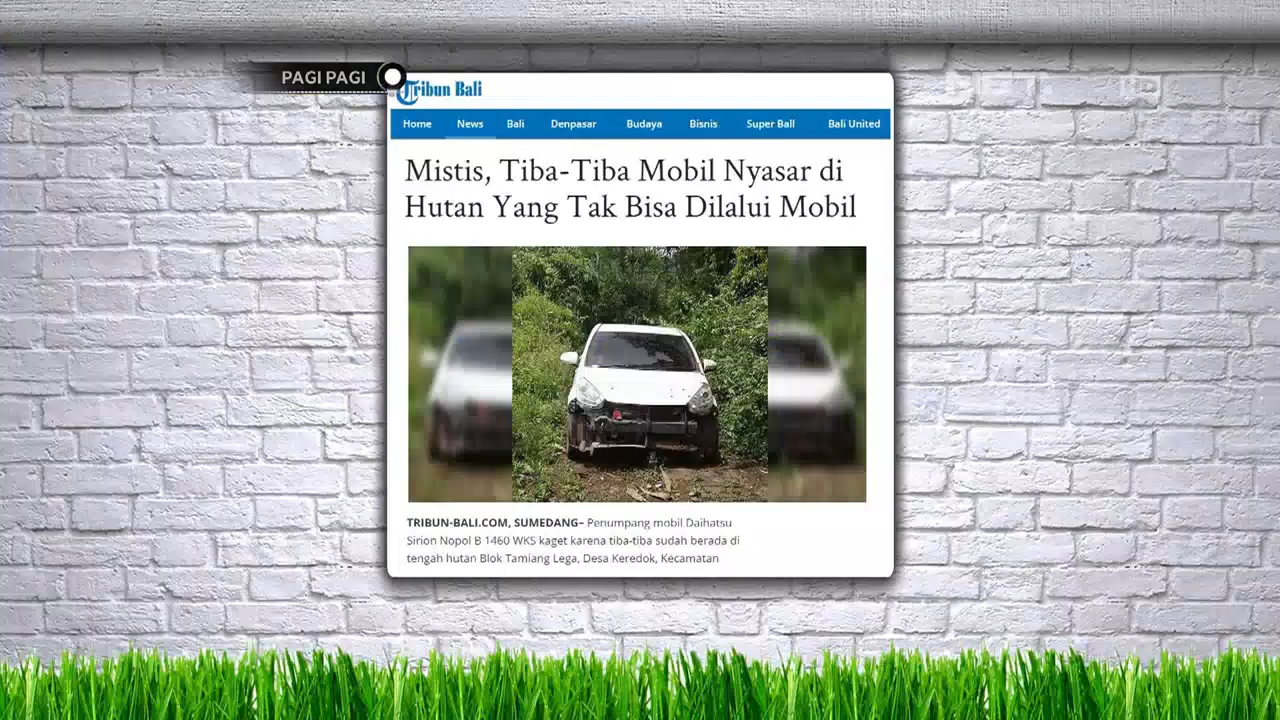 PAGI PAGI
Tribun Bali
Home News Bali Denpasar Budaya Bisnis Super Ball Bali United
Mistis, Tiba-Tiba Mobil Nyasar di
Hutan Yang Tak Bisa Dilalui Mobil
TRIBUN-BALI.COM, SUMEDANG– Penumpang mobil Daihatsu
Sirion Nopol B 1460 WKS kaget karena tiba-tiba sudah berada di
tengah hutan Blok Tamiang Lega, Desa Keredok, Kecamatan